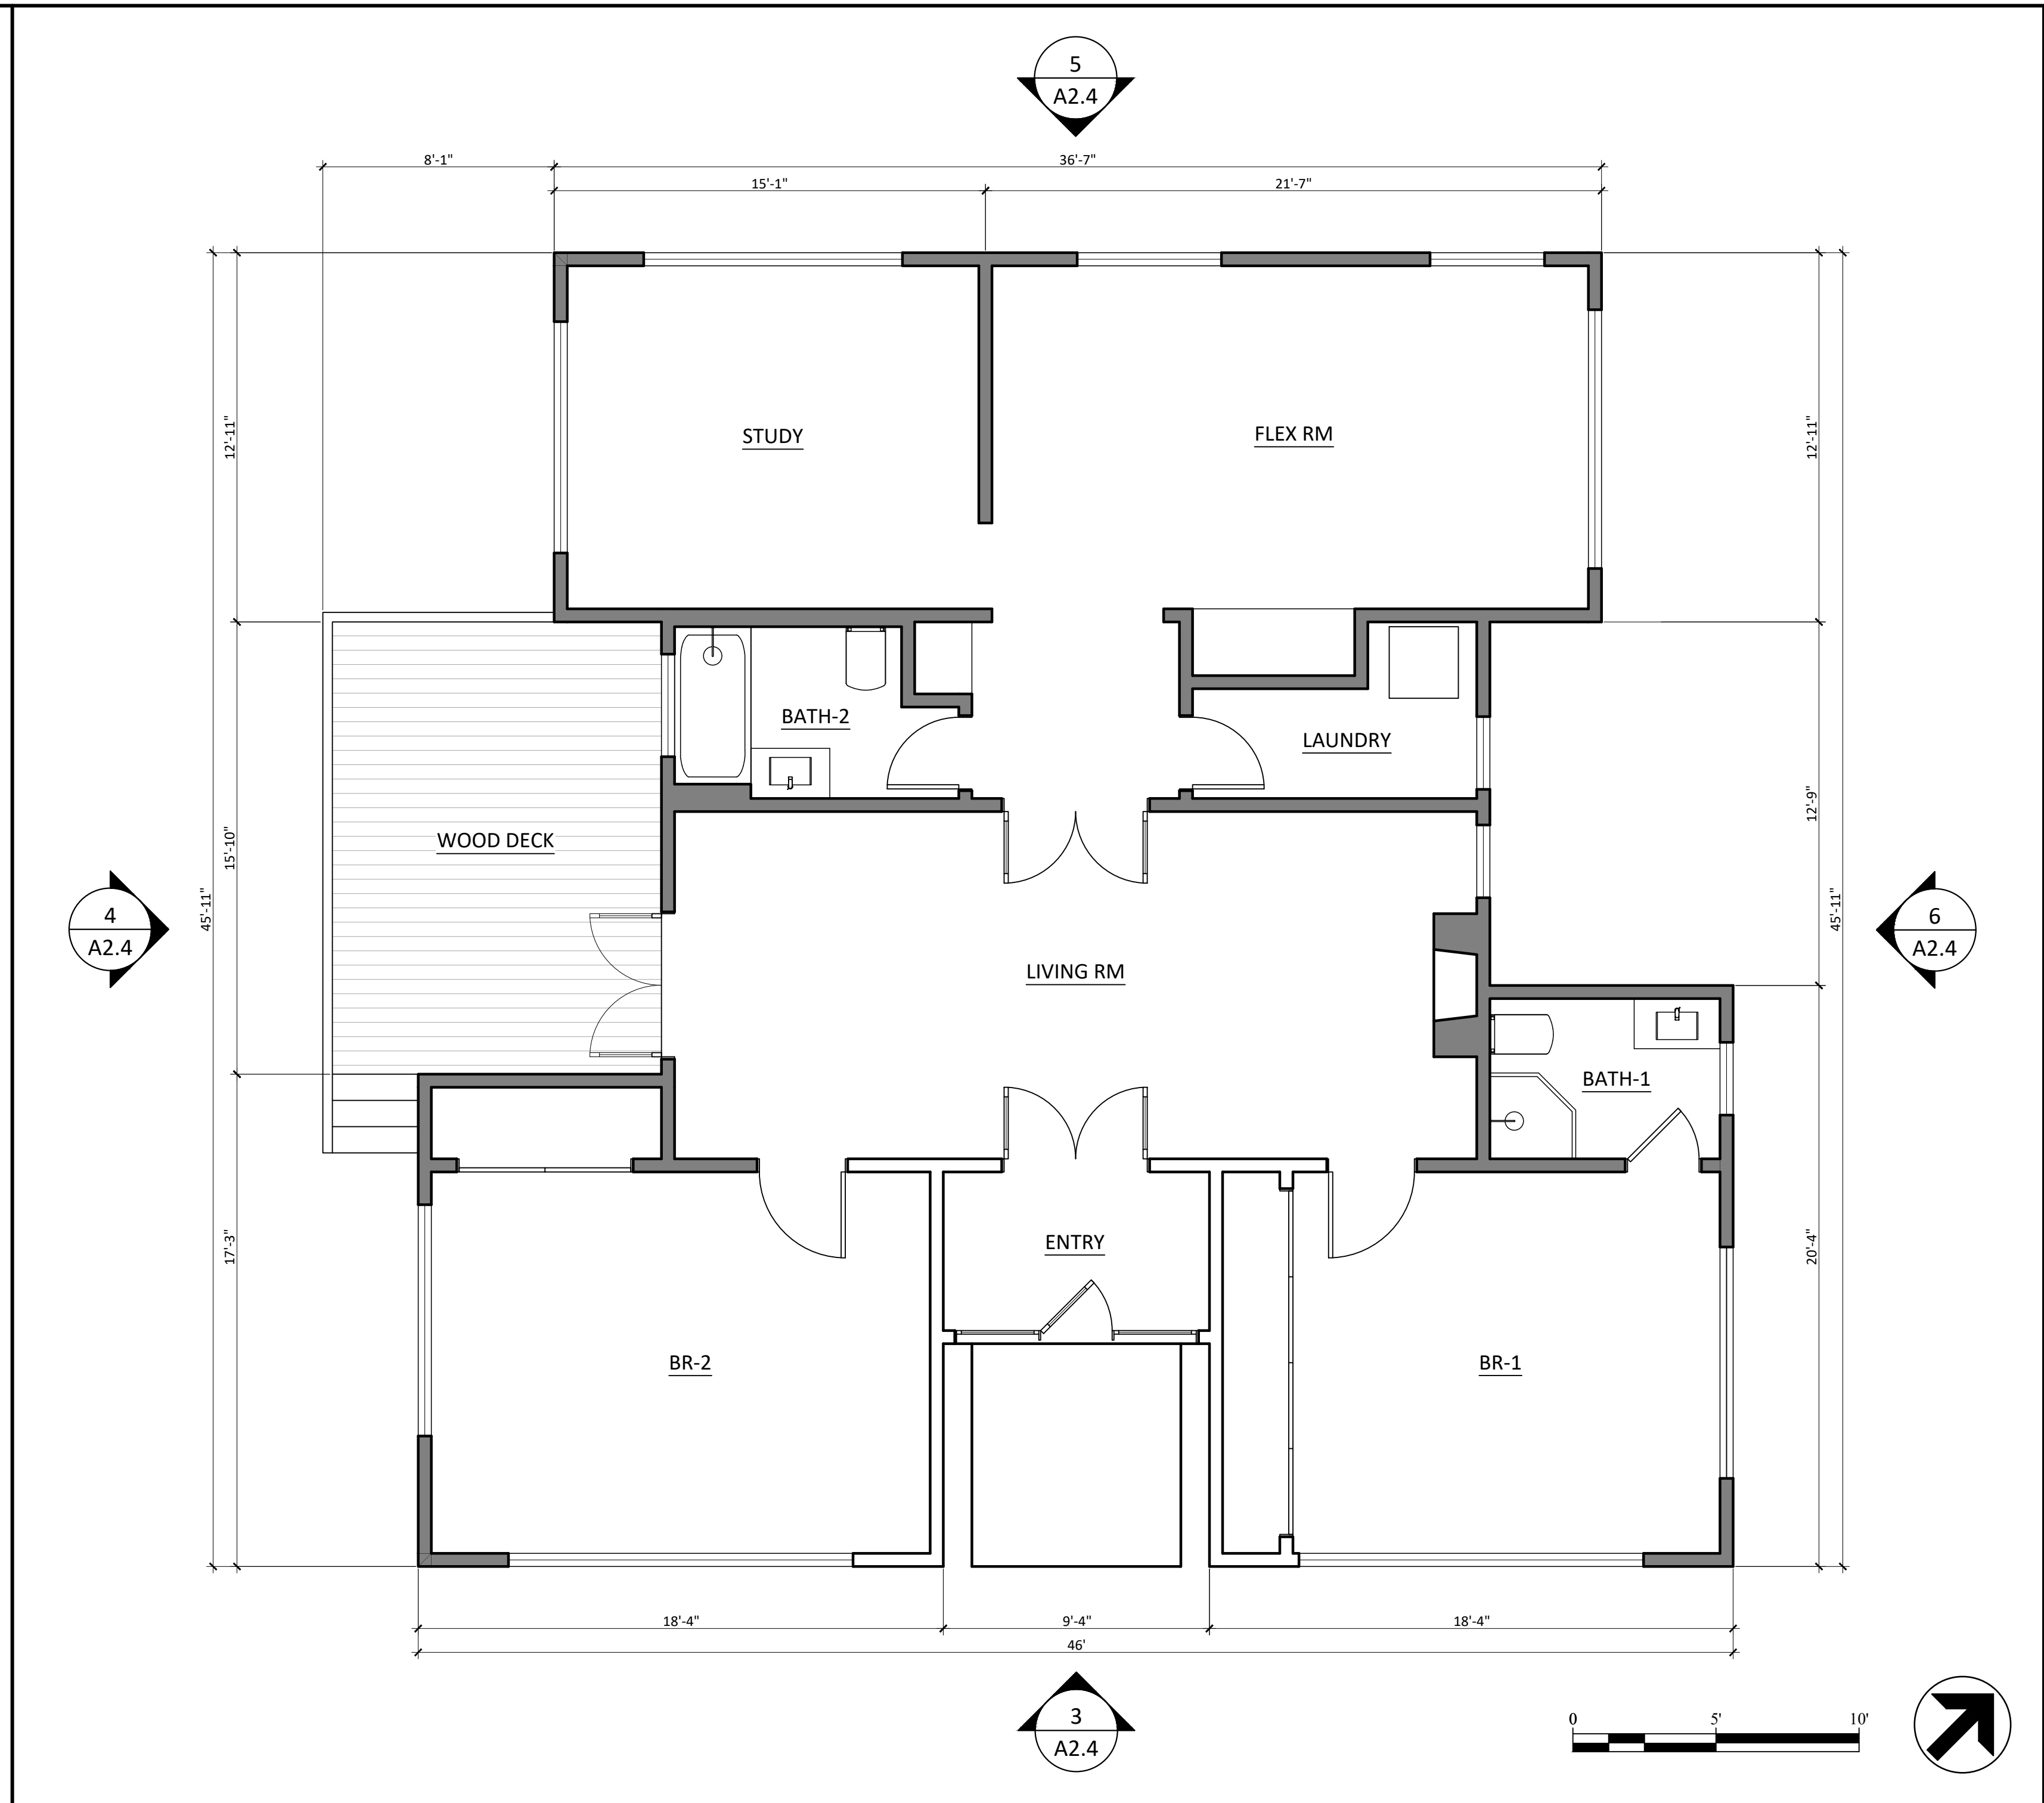 5
A2.4
8'-1"
36'-7"
15'-1"
21'-7"
12'-11"
STUDY
FLEX RM
12'-11"
BATH-2
LAUNDRY
WOOD DECK
15'-10"
12'-9"
45'-11"
45'-11"
4
A2.4
6
A2.4
LIVING RM
BATH-1
17'-3"
ENTRY
20'-4"
BR-2
BR-1
18'-4"
9'-4"
18'-4"
46'
3
A2.4
0 5' 10'